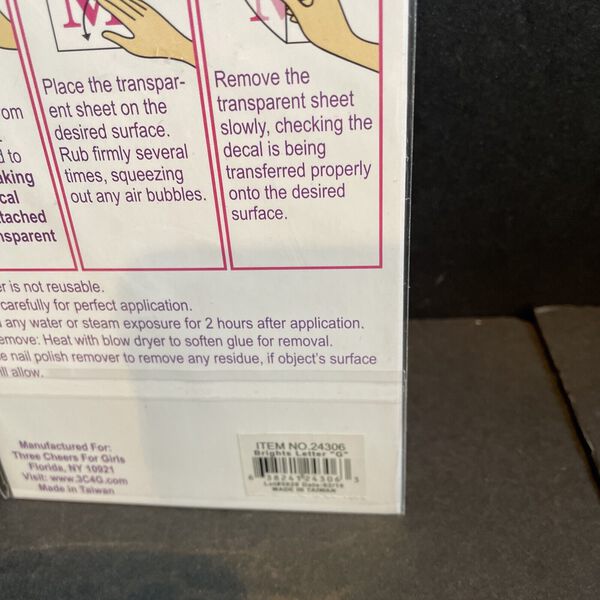 M
Place the transpar-
ent sheet on the
desired surface.
Rub firmly several
times, squeezing
out any air bubbles.
Remove the
transparent sheet
slowly, checking the
decal is being
transferred properly
onto the desired
surface.
om
d to
aking
cal
tached
nsparent
er is not reusable.
carefully for perfect application.
any water or steam exposure for 2 hours after application.
emove: Heat with blow dryer to soften glue for removal.
e nail polish remover to remove any residue, if object's surface
ll allow.
Manufactured For:
Three Cheers For Girls
Florida, NY 10921
Visit: www.3C4G.com
Made in Taiwan
ITEM NO.24306
Brights Letter "G"
6 38241 24306 3
MADE IN TAIWAN